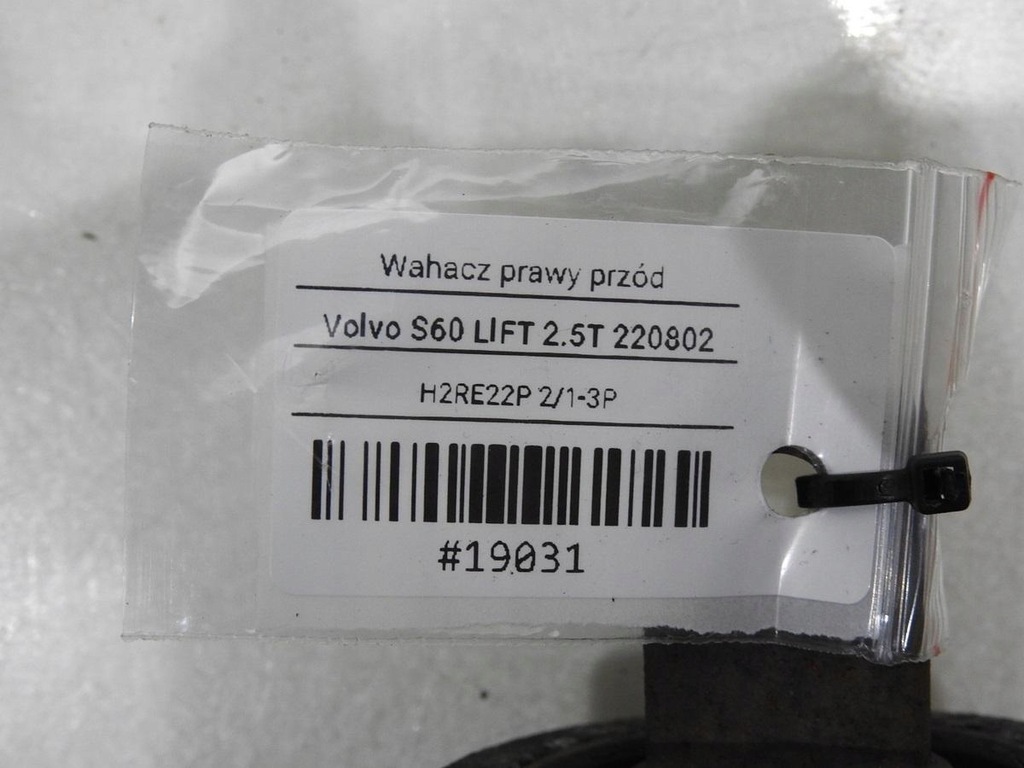 Wahacz prawy przód
Volvo S60 LIFT 2.5T 220802
H2RE22P 2/1-3P
#19031